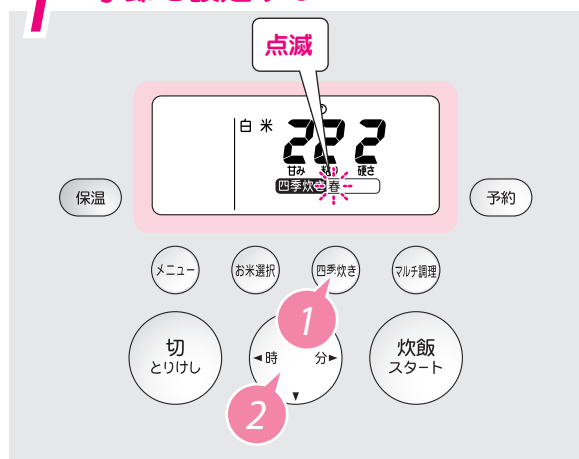 1
点滅
白米
222
甘み 粘り 硬さ
四季炊き 春
保温
予約
メニュー
お米選択
四季炊き
マルチ調理
1
切
とりけし
◄時 分►
▼
炊飯
スタート
2